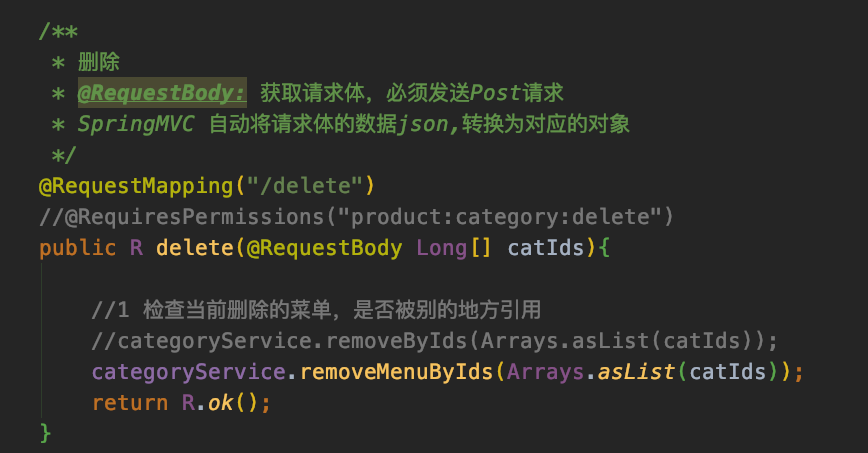 /**
 * 删除
 * @RequestBody: 获取请求体，必须发送Post请求
 * SpringMVC 自动将请求体的数据json,转换为对应的对象
 */
@RequestMapping("/delete")
//@RequiresPermissions("product:category:delete")
public R delete(@RequestBody Long[] catIds){
    //1 检查当前删除的菜单，是否被别的地方引用
    //categoryService.removeByIds(Arrays.asList(catIds));
    categoryService.removeMenuByIds(Arrays.asList(catIds));
    return R.ok();
}